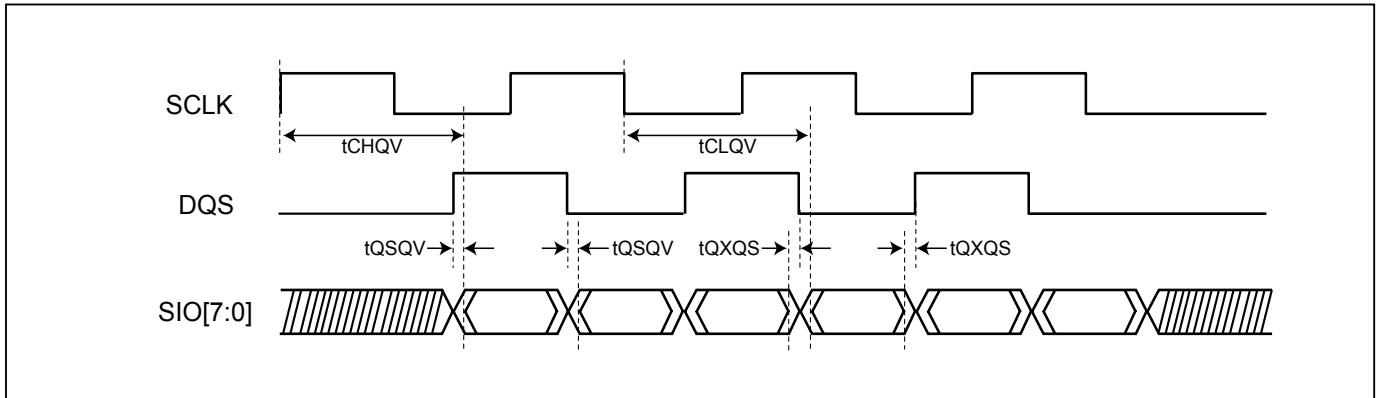 SCLK
tCHQV
tCLQV
DQS
tQSQV
tQSQV
tQXQS
tQXQS
SIO[7:0]